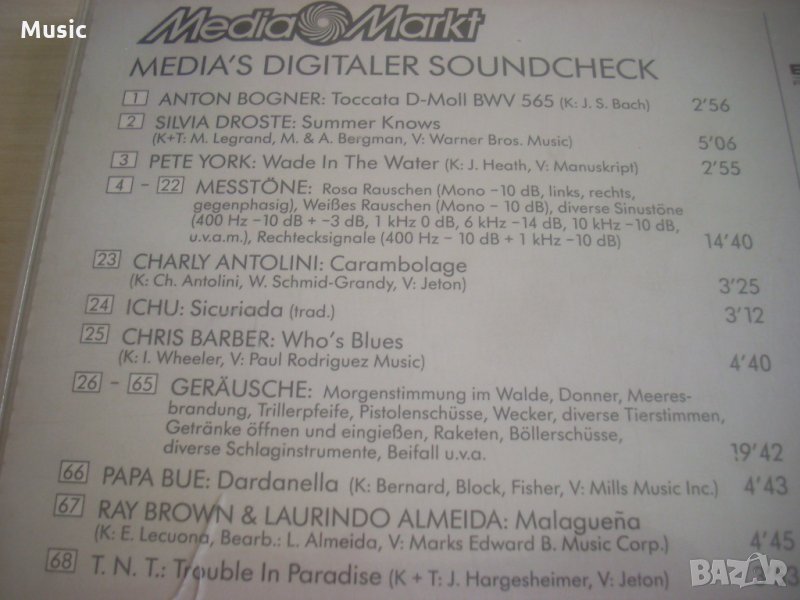 Music
Media Markt
MEDIA'S DIGITALER SOUNDCHECK
1 ANTON BOGNER: Toccata D-Moll BWV 565 (K: J. S. Bach) 2'56
2 SILVIA DROSTE: Summer Knows
(K+T: M. Legrand, M. & A. Bergman, V: Warner Bros. Music) 5'06
3 PETE YORK: Wade In The Water (K: J. Heath, V: Manuskript) 2'55
4 – 22 MESSTÖNE: Rosa Rauschen (Mono –10 dB, links, rechts,
gegenphasig), Weißes Rauschen (Mono – 10 dB), diverse Sinustöne
(400 Hz –10 dB + –3 dB, 1 kHz 0 dB, 6 kHz –14 dB, 10 kHz –10 dB,
u.v.a.m.), Rechtecksignale (400 Hz – 10 dB + 1 kHz –10 dB) 14'40
23 CHARLY ANTOLINI: Carambolage
(K: Ch. Antolini, W. Schmid-Grandy, V: Jeton) 3'25
24 ICHU: Sicuriada (trad.) 3'12
25 CHRIS BARBER: Who's Blues
(K: I. Wheeler, V: Paul Rodriguez Music) 4'40
26 – 65 GERÄUSCHE: Morgenstimmung im Walde, Donner, Meeres-
brandung, Trillerpfeife, Pistolenschüsse, Wecker, diverse Tierstimmen,
Getränke öffnen und eingießen, Raketen, Böllerschüsse,
diverse Schlaginstrumente, Beifall u.v.a. 19'42
66 PAPA BUE: Dardanella (K: Bernard, Block, Fisher, V: Mills Music Inc.) 4'43
67 RAY BROWN & LAURINDO ALMEIDA: Malagueña
(K: E. Lecuona, Bearb.: L. Almeida, V: Marks Edward B. Music Corp.) 4'45
68 T. N. T.: Trouble In Paradise (K + T: J. Hargesheimer, V: Jeton)
BAZAR